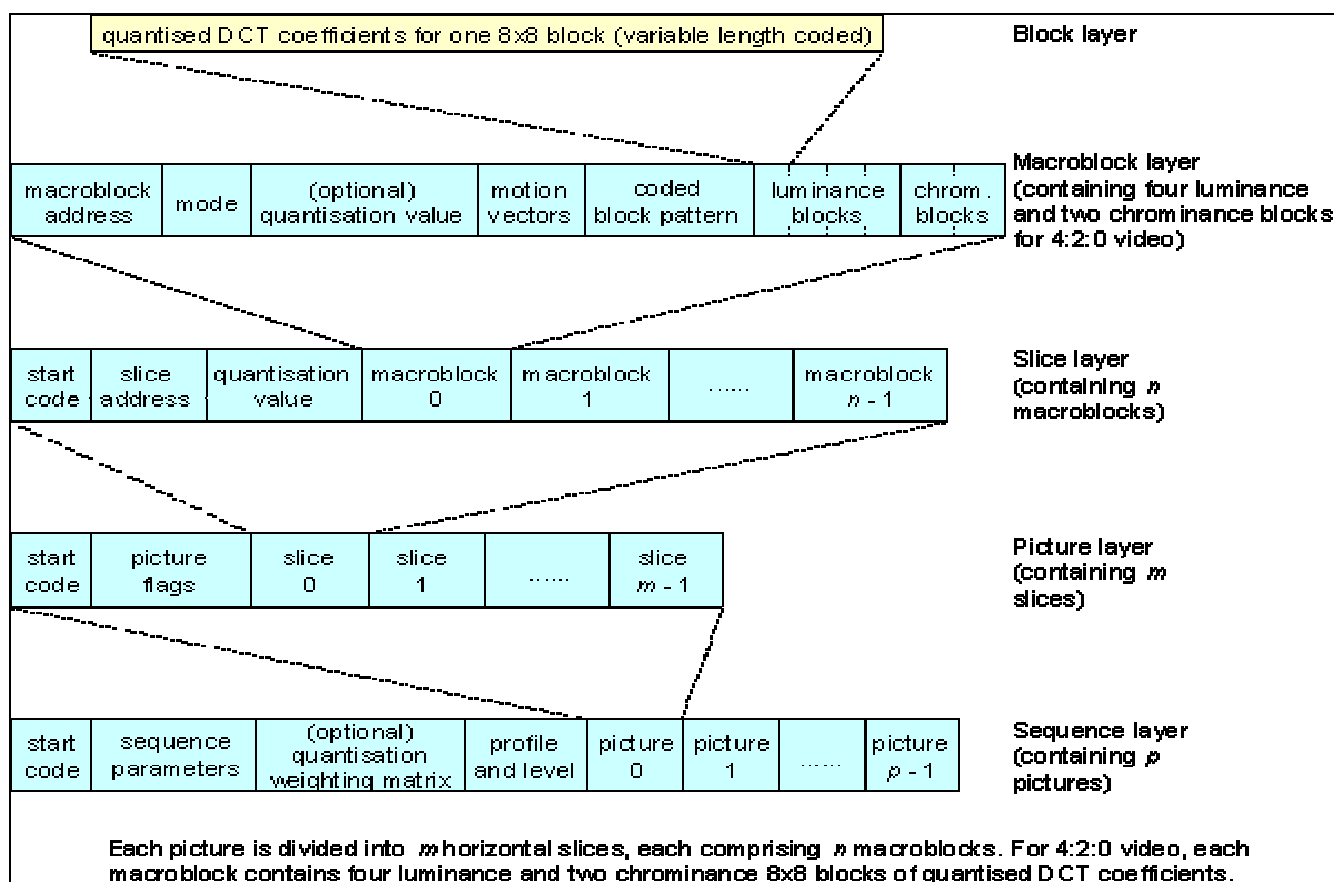 quantised DCT coefficients for one 8x8 block (variable length coded)
Block layer
macroblock address
mode
(optional) quantisation value
motion vectors
coded block pattern
luminance blocks
chrom. blocks
Macroblock layer
(containing four luminance
and two chrominance blocks
for 4:2:0 video)
start code
slice address
quantisation value
macroblock 0
macroblock 1
......
macroblock n - 1
Slice layer
(containing n
macroblocks)
start code
picture flags
slice 0
slice 1
......
slice m - 1
Picture layer
(containing m
slices)
start code
sequence parameters
(optional) quantisation weighting matrix
profile and level
picture 0
picture 1
......
picture p - 1
Sequence layer
(containing p
pictures)
Each picture is divided into m horizontal slices, each comprising n macroblocks. For 4:2:0 video, each
macroblock contains four luminance and two chrominance 8x8 blocks of quantised DCT coefficients.